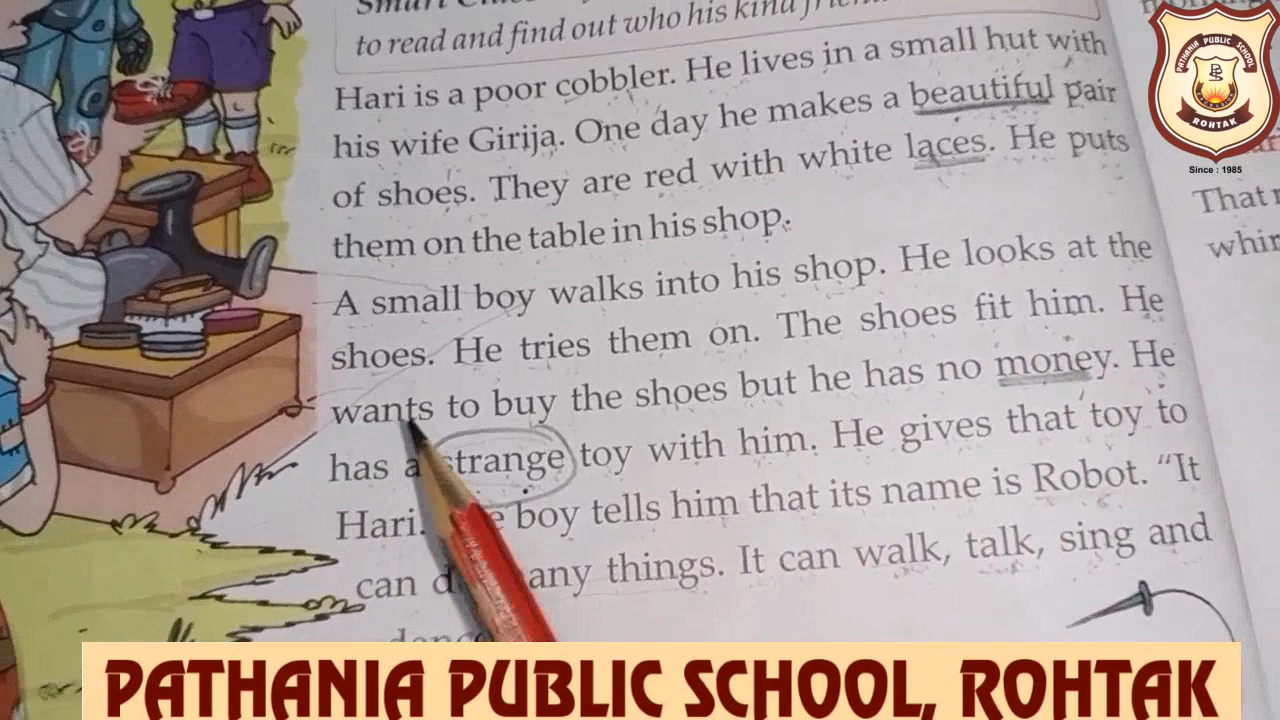 to read and find out who his kind
Hari is a poor cobbler. He lives in a small hut with
his wife Girija. One day he makes a beautiful pair
of shoes. They are red with white laces. He puts
them on the table in his shop.
A small boy walks into his shop. He looks at the
shoes. He tries them on. The shoes fit him. He
wants to buy the shoes but he has no money. He
has a strange toy with him. He gives that toy to
Hari. boy tells him that its name is Robot. "It
can any things. It can walk, talk, sing and
PATHANIA PUBLIC SCHOOL
PPS
ROHTAK
Since : 1985
That
PATHANIA PUBLIC SCHOOL, ROHTAK